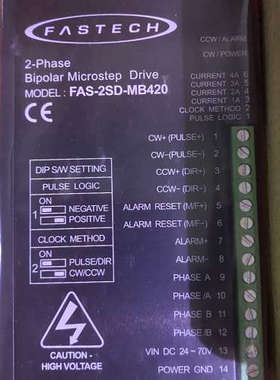 FASTECH
2-Phase
Bipolar Microstep Drive
MODEL : FAS-2SD-MB420
CE
CCW / ALARM
CW / POWER
CURRENT 4A 6
CURRENT 3A 5
CURRENT 2A 4
CURRENT 1A 3
CLOCK METHOD 2
PULSE LOGIC 1
CW+ (PULSE+) 1
CW– (PULSE–) 2
CCW+ (DIR+) 3
CCW– (DIR–) 4
ALARM RESET (M/F+) 5
ALARM RESET (M/F–) 6
ALARM+ 7
ALARM– 8
PHASE A 9
PHASE /A 10
PHASE B 11
PHASE /B 12
VIN DC 24~70V 13
POWER GND 14
DIP S/W SETTING
PULSE LOGIC
ON
1
NEGATIVE
POSITIVE
CLOCK METHOD
ON
2
PULSE/DIR
CW/CCW
CAUTION -
HIGH VOLTAGE